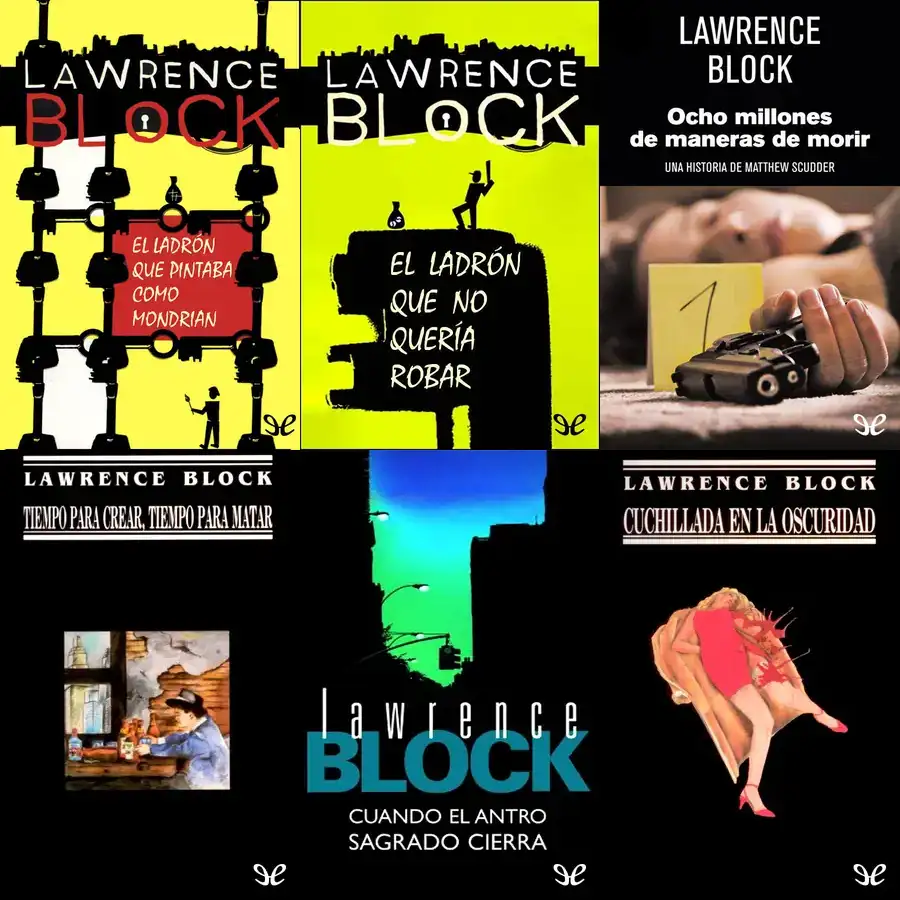 LAWRENCE
BLOCK
EL LADRÓN
QUE PINTABA
COMO
MONDRIAN
LAWRENCE
BLOCK
EL LADRÓN
QUE NO
QUERÍA
ROBAR
LAWRENCE
BLOCK
Ocho millones
de maneras de morir
UNA HISTORIA DE MATTHEW SCUDDER
1
LAWRENCE BLOCK
TIEMPO PARA CREAR, TIEMPO PARA MATAR
lawrence
BLOCK
CUANDO EL ANTRO
SAGRADO CIERRA
LAWRENCE BLOCK
CUCHILLADA EN LA OSCURIDAD